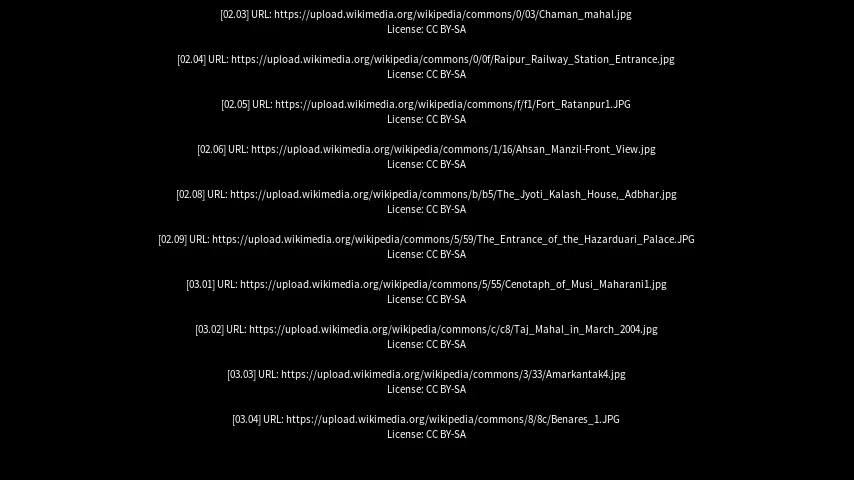 [02.03] URL: https://upload.wikimedia.org/wikipedia/commons/0/03/Chaman_mahal.jpg
License: CC BY-SA
[02.04] URL: https://upload.wikimedia.org/wikipedia/commons/0/0f/Raipur_Railway_Station_Entrance.jpg
License: CC BY-SA
[02.05] URL: https://upload.wikimedia.org/wikipedia/commons/f/f1/Fort_Ratanpur1.JPG
License: CC BY-SA
[02.06] URL: https://upload.wikimedia.org/wikipedia/commons/1/16/Ahsan_Manzil-Front_View.jpg
License: CC BY-SA
[02.08] URL: https://upload.wikimedia.org/wikipedia/commons/b/b5/The_Jyoti_Kalash_House,_Adbhar.jpg
License: CC BY-SA
[02.09] URL: https://upload.wikimedia.org/wikipedia/commons/5/59/The_Entrance_of_the_Hazarduari_Palace.JPG
License: CC BY-SA
[03.01] URL: https://upload.wikimedia.org/wikipedia/commons/5/55/Cenotaph_of_Musi_Maharani1.jpg
License: CC BY-SA
[03.02] URL: https://upload.wikimedia.org/wikipedia/commons/c/c8/Taj_Mahal_in_March_2004.jpg
License: CC BY-SA
[03.03] URL: https://upload.wikimedia.org/wikipedia/commons/3/33/Amarkantak4.jpg
License: CC BY-SA
[03.04] URL: https://upload.wikimedia.org/wikipedia/commons/8/8c/Benares_1.JPG
License: CC BY-SA